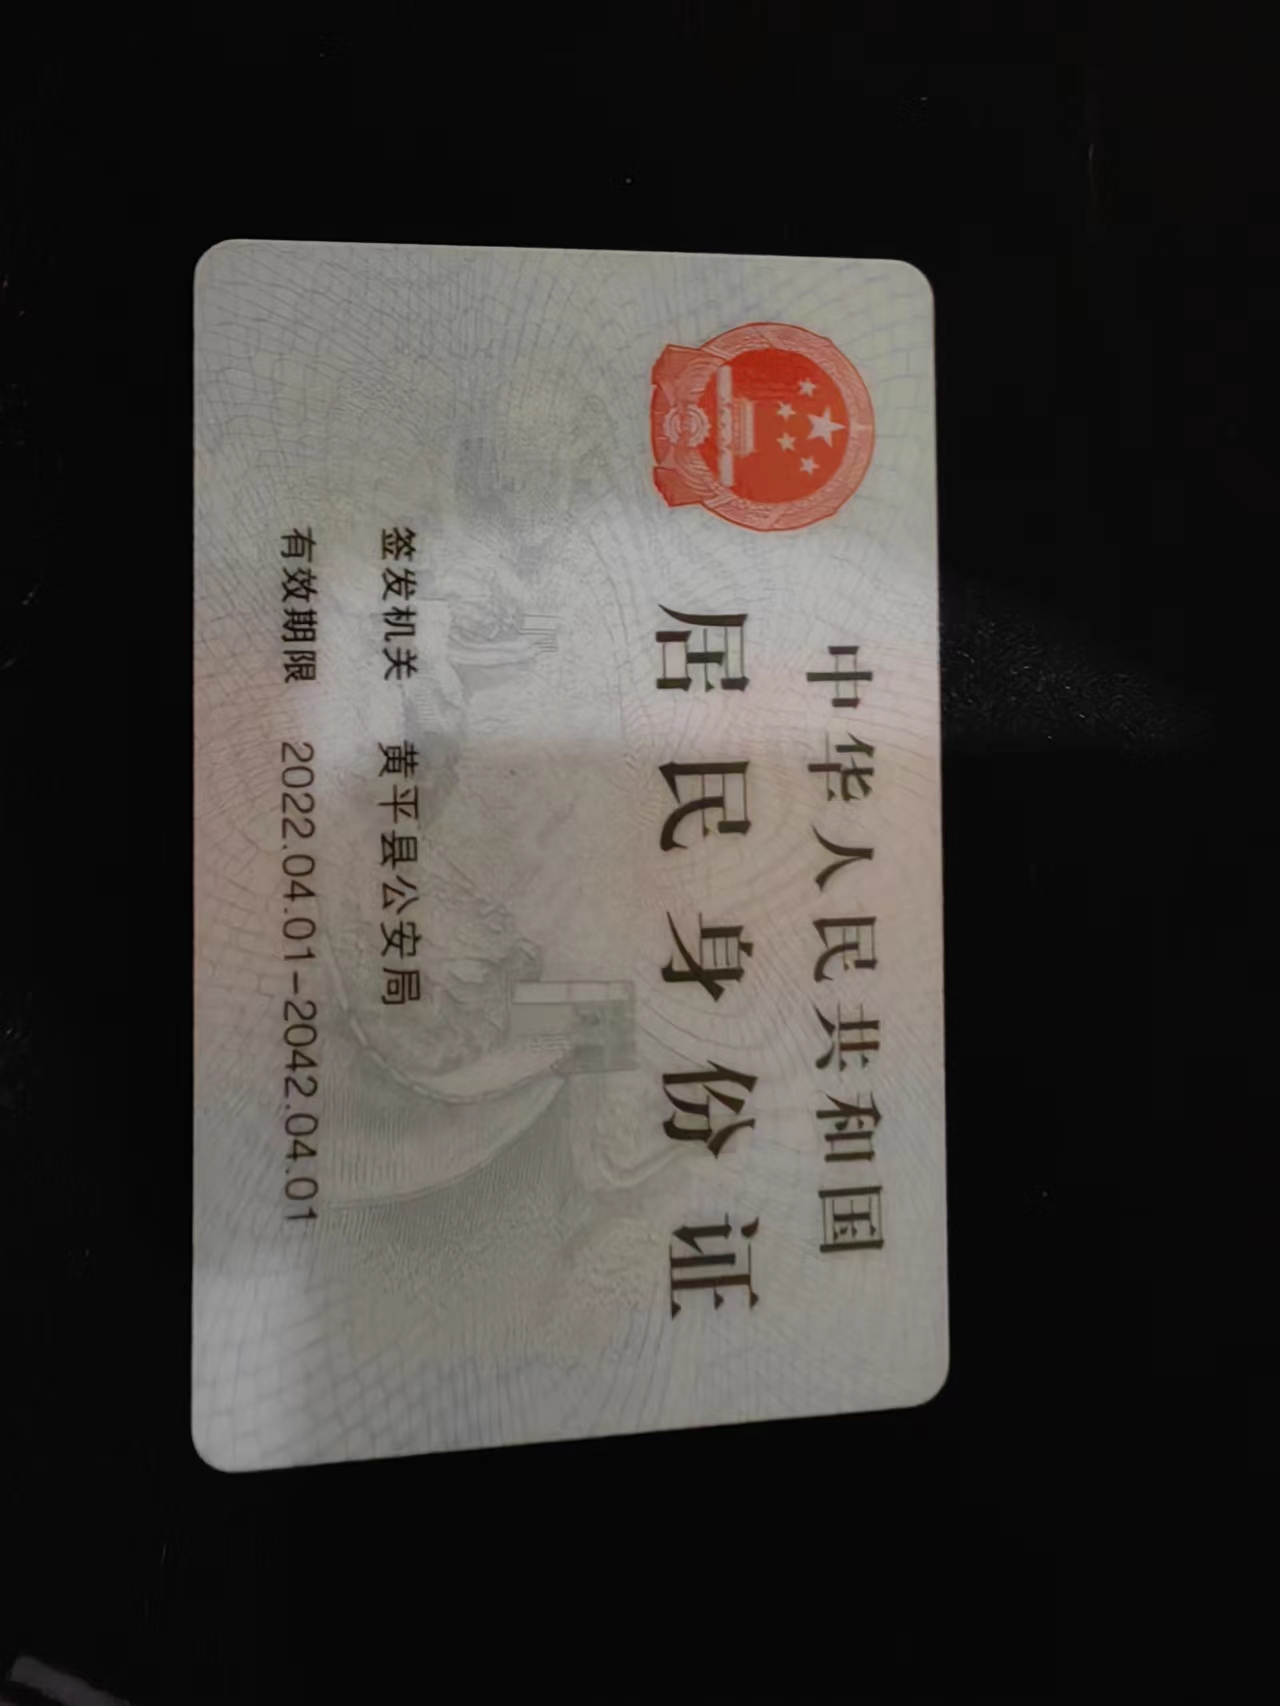 中华人民共和国
居民身份证
签发机关 黄平县公安局
有效期限 2022.04.01-2042.04.01